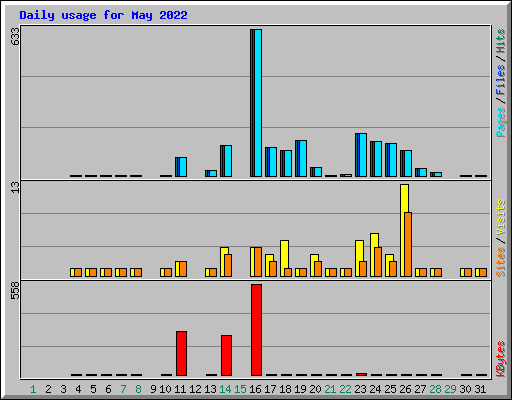 Daily usage for May 2022
633
Pages / Files / Hits
13
Sites / Visits
558
KBytes
1 2 3 4 5 6 7 8 9 10 11 12 13 14 15 16 17 18 19 20 21 22 23 24 25 26 27 28 29 30 31